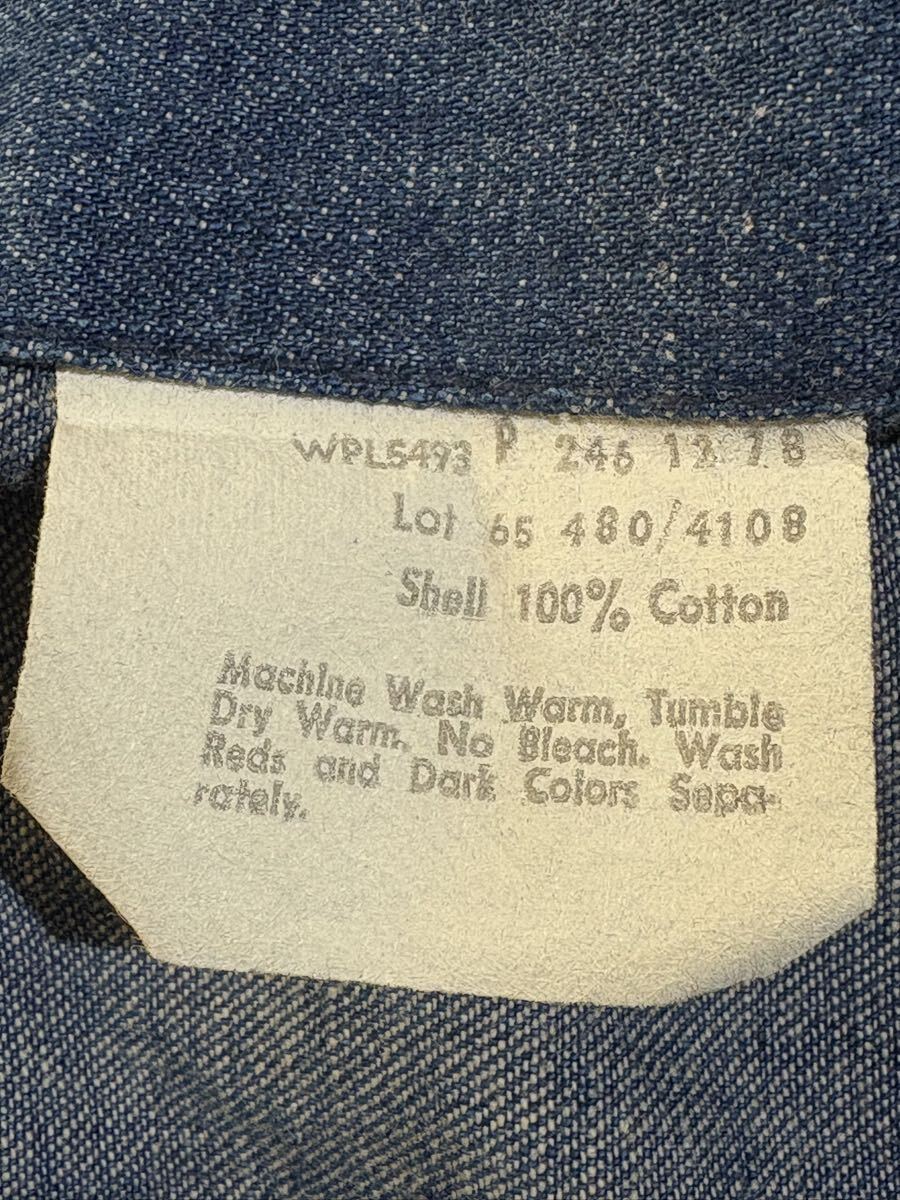 WPL5493 P 246 12 78
Lot 65 480/4108
Shell 100% Cotton
Machine Wash Warm, Tumble
Dry Warm. No Bleach. Wash
Reds and Dark Colors Sepa-
rately.